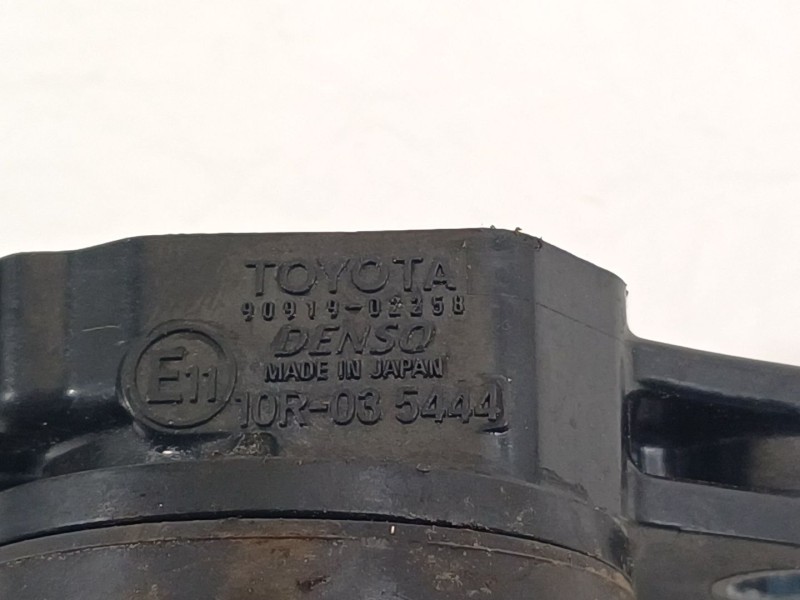 TOYOTA
90919-02258
DENSO
MADE IN JAPAN
E11
10R-03 5444